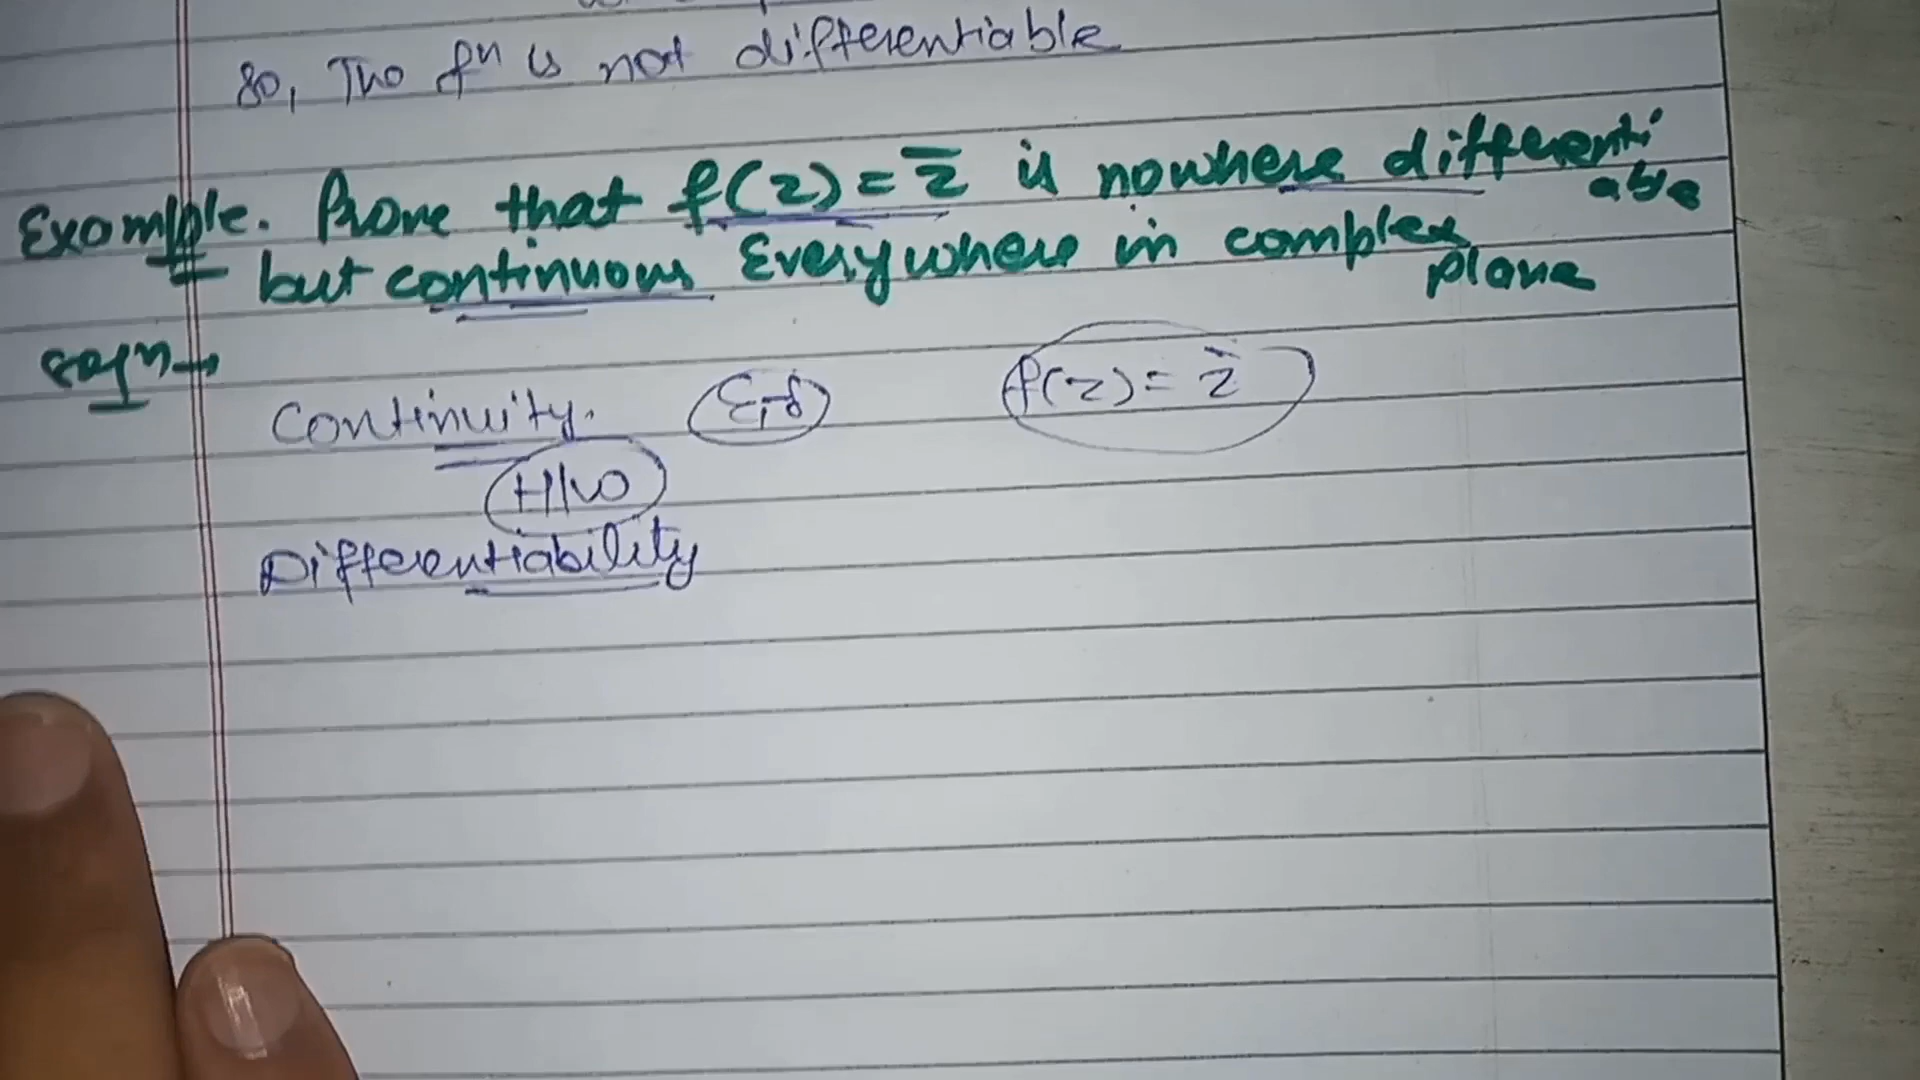 So, The fⁿ is not differentiable
Example. Prove that f(z) = z̅ is nowhere differentiable
but continuous Everywhere in complex plane
Solⁿ→
Continuity. ε,δ f(z) = z̅
H/W
Differentiability